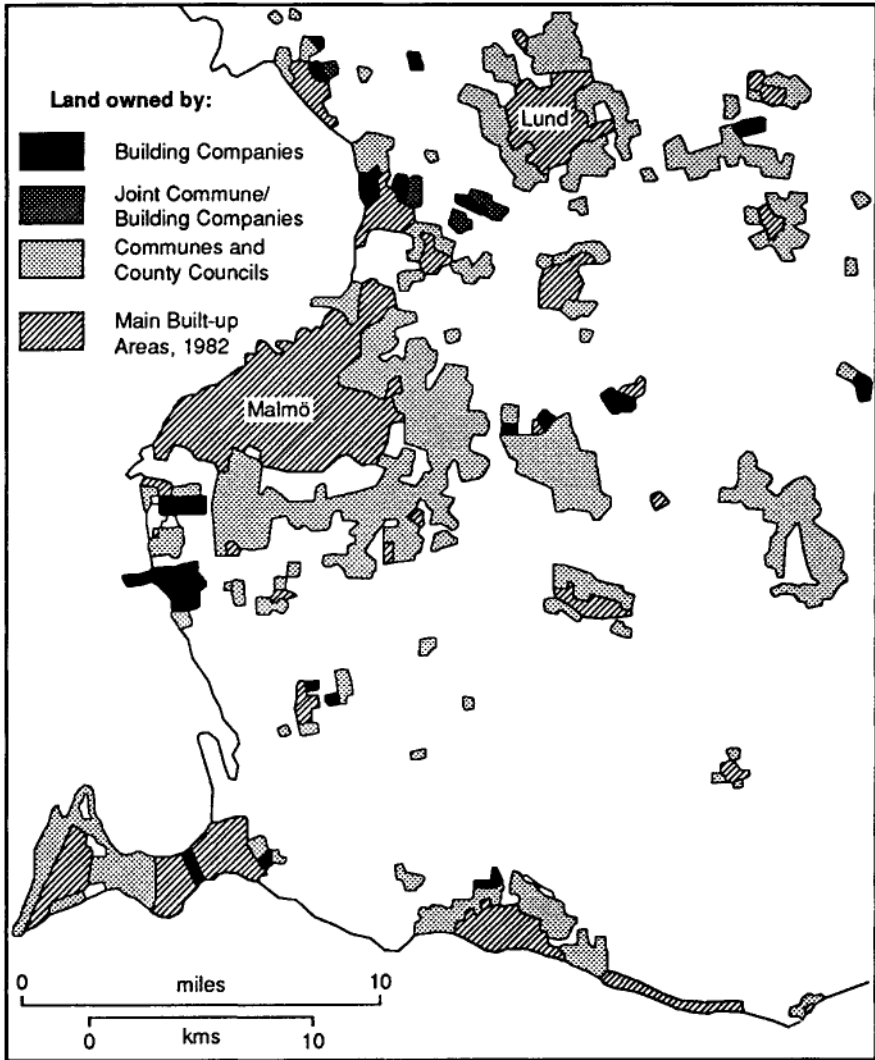 Land owned by:
Building Companies
Joint Commune/
Building Companies
Communes and
County Councils
Main Built-up
Areas, 1982
Lund
Malmö
0 miles 10
0 kms 10